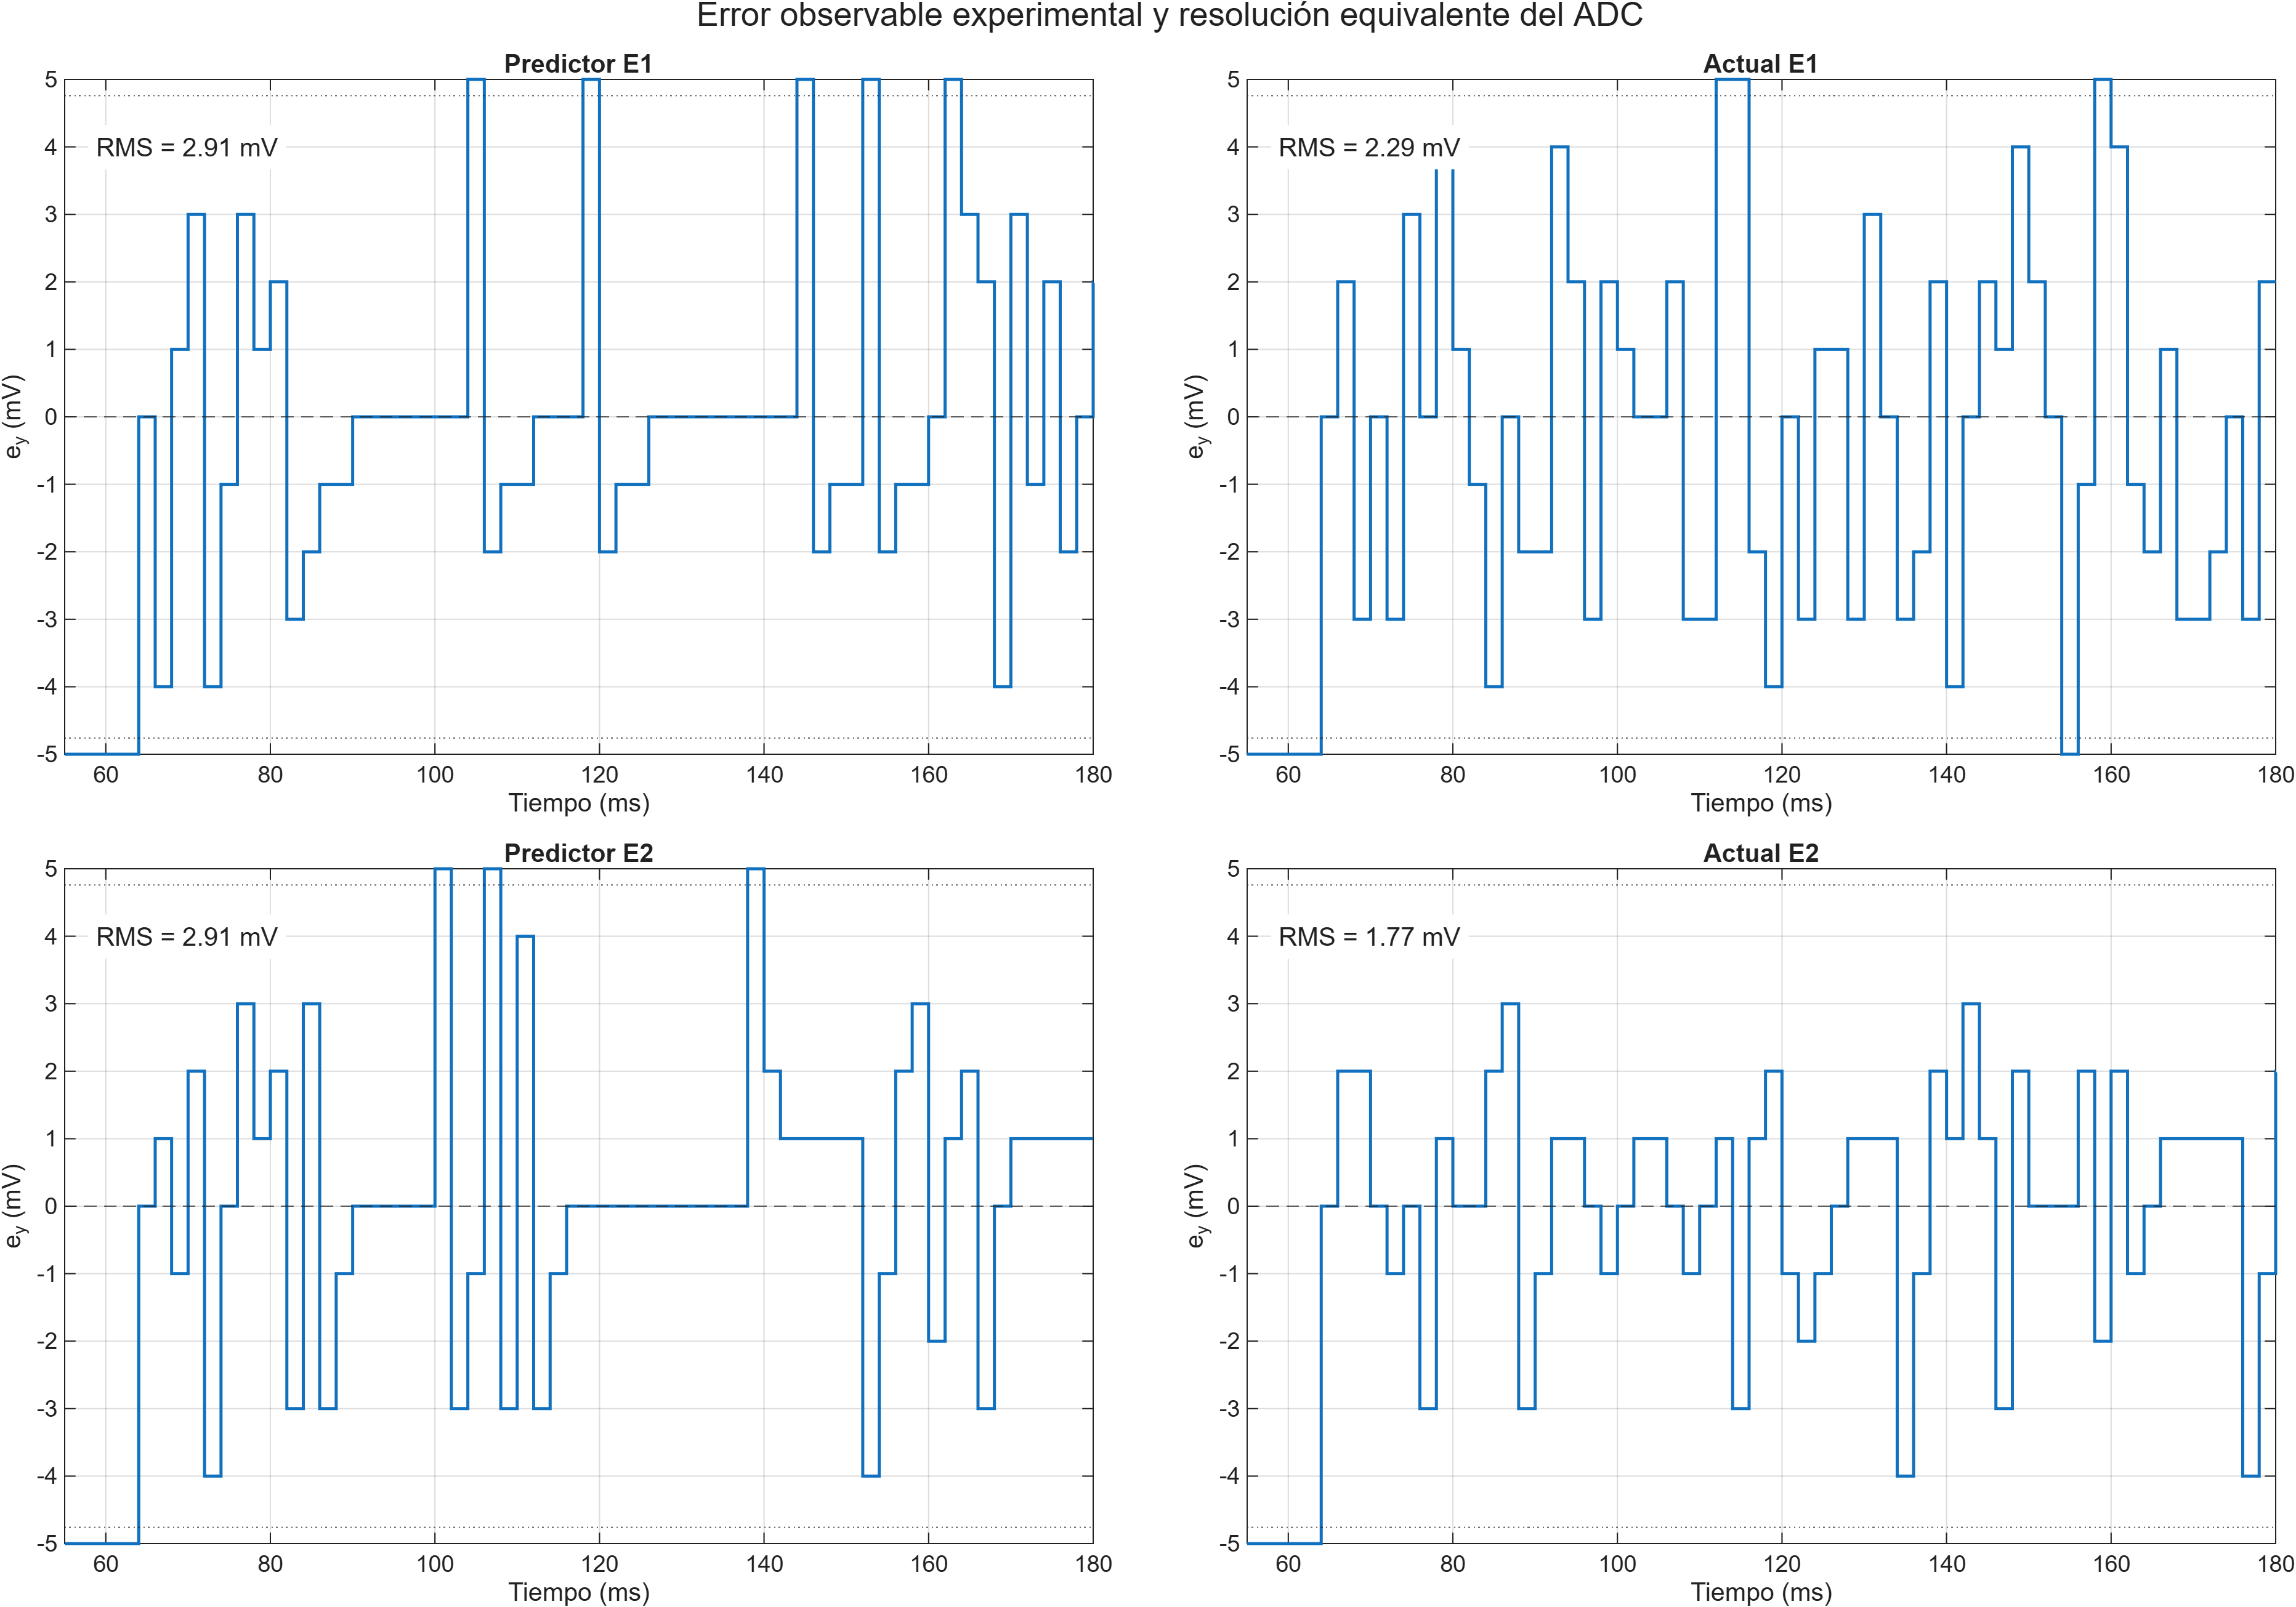 Error observable experimental y resolución equivalente del ADC
Predictor E1
RMS = 2.91 mV
e_y (mV)
5
4
3
2
1
0
-1
-2
-3
-4
-5
60 80 100 120 140 160 180
Tiempo (ms)
Actual E1
RMS = 2.29 mV
e_y (mV)
5
4
3
2
1
0
-1
-2
-3
-4
-5
60 80 100 120 140 160 180
Tiempo (ms)
Predictor E2
RMS = 2.91 mV
e_y (mV)
5
4
3
2
1
0
-1
-2
-3
-4
-5
60 80 100 120 140 160 180
Tiempo (ms)
Actual E2
RMS = 1.77 mV
e_y (mV)
5
4
3
2
1
0
-1
-2
-3
-4
-5
60 80 100 120 140 160 180
Tiempo (ms)